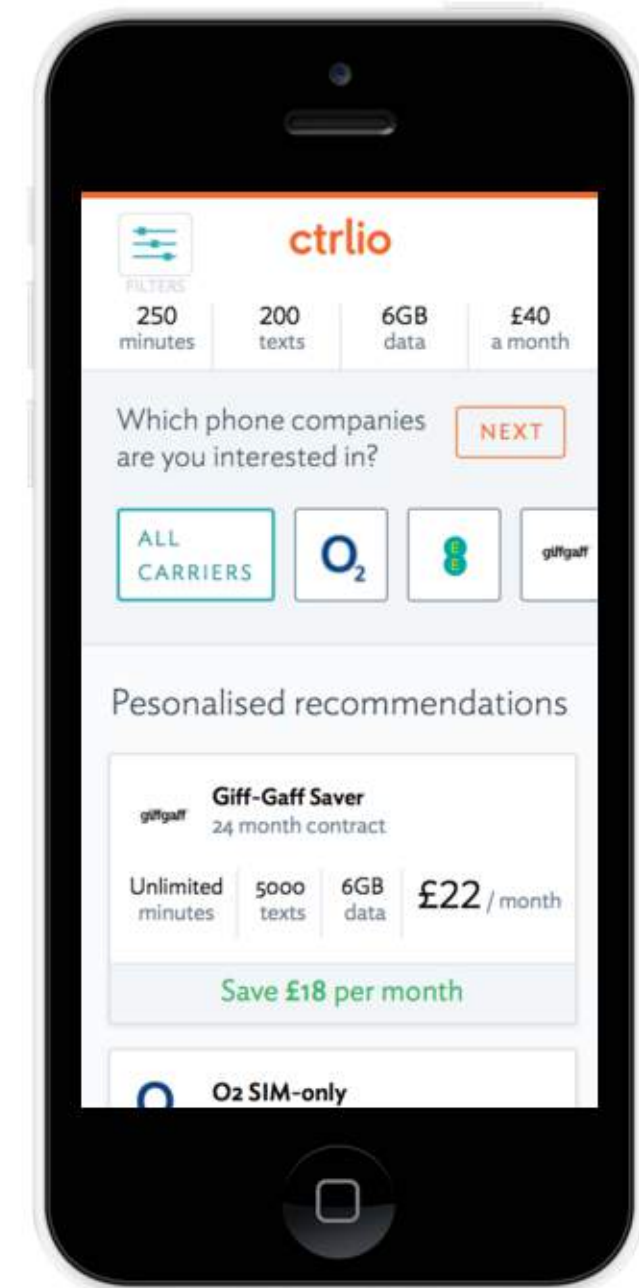 ctrlio
FILTERS
250 200 6GB £40
minutes texts data a month
Which phone companies
are you interested in?
NEXT
ALL
CARRIERS
O2
EE
giffgaff
Pesonalised recommendations
giffgaff
Giff-Gaff Saver
24 month contract
Unlimited 5000 6GB £22 / month
minutes texts data
Save £18 per month
O2 SIM-only